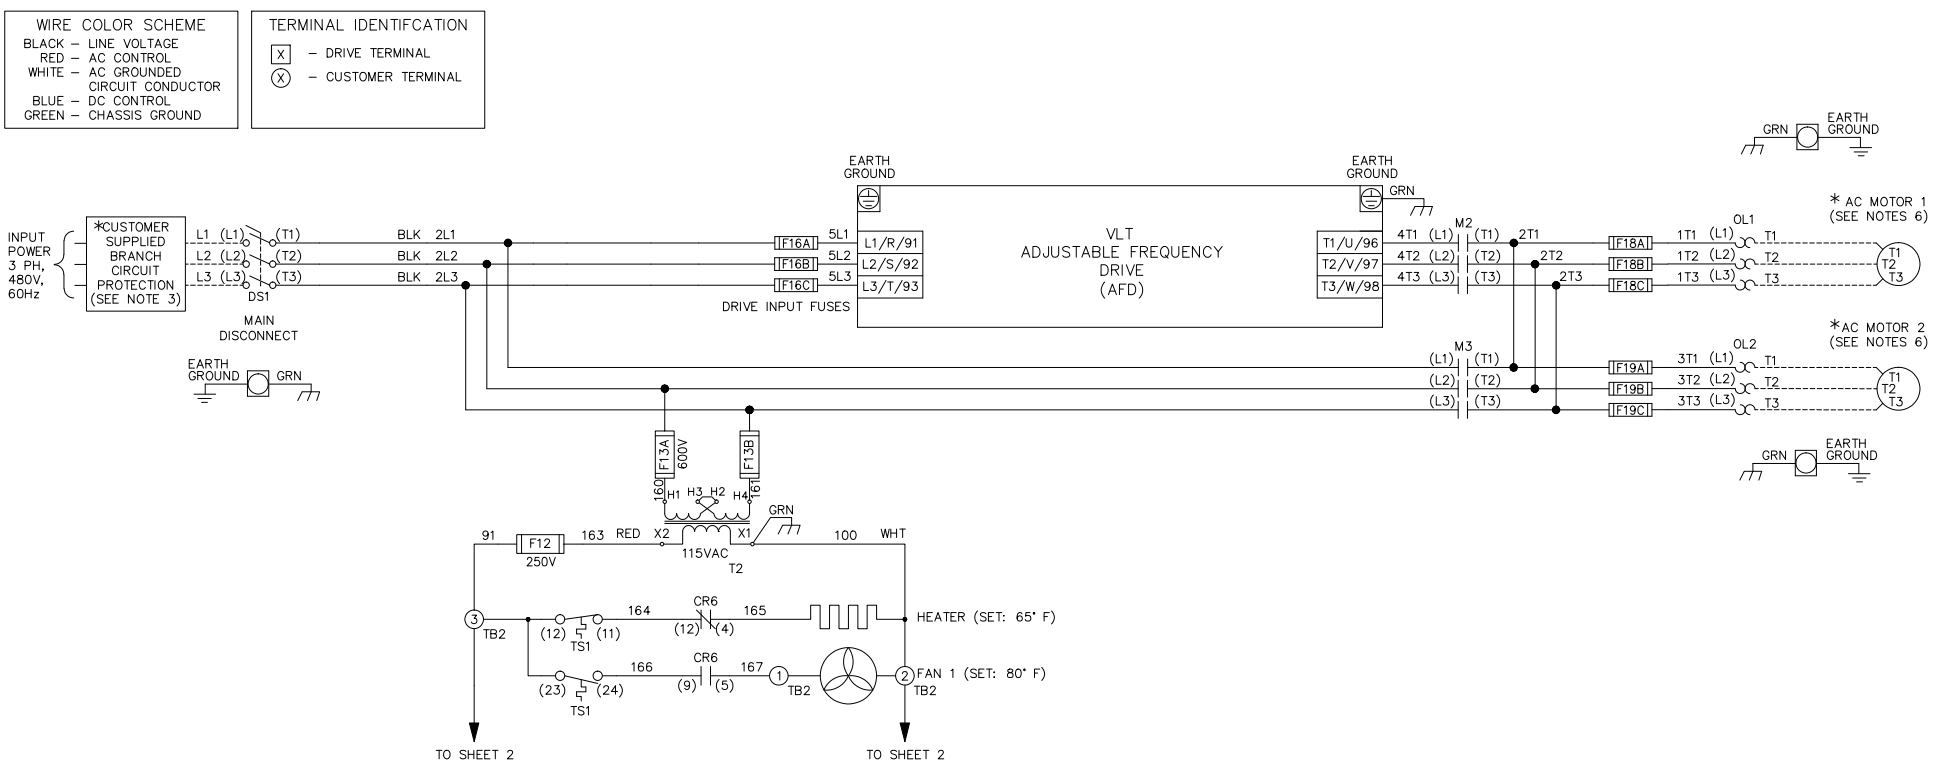 WIRE COLOR SCHEME
BLACK – LINE VOLTAGE
RED – AC CONTROL
WHITE – AC GROUNDED
CIRCUIT CONDUCTOR
BLUE – DC CONTROL
GREEN – CHASSIS GROUND
TERMINAL IDENTIFCATION
X – DRIVE TERMINAL
X – CUSTOMER TERMINAL
INPUT
POWER
3 PH,
480V,
60Hz
*CUSTOMER
SUPPLIED
BRANCH
CIRCUIT
PROTECTION
(SEE NOTE 3)
L1 (L1) (T1)
L2 (L2) (T2)
L3 (L3) (T3)
DS1
MAIN
DISCONNECT
EARTH
GROUND
GRN
BLK 2L1
BLK 2L2
BLK 2L3
F16A 5L1
F16B 5L2
F16C 5L3
DRIVE INPUT FUSES
EARTH
GROUND
L1/R/91
L2/S/92
L3/T/93
VLT
ADJUSTABLE FREQUENCY
DRIVE
(AFD)
EARTH
GROUND
GRN
T1/U/96
T2/V/97
T3/W/98
M2
4T1 (L1) (T1) 2T1
4T2 (L2) (T2) 2T2
4T3 (L3) (T3) 2T3
F18A 1T1 (L1) T1
F18B 1T2 (L2) T2
F18C 1T3 (L3) T3
OL1
GRN
EARTH
GROUND
* AC MOTOR 1
(SEE NOTES 6)
T1
T2
T3
M3
(L1) (T1)
(L2) (T2)
(L3) (T3)
F19A 3T1 (L1) T1
F19B 3T2 (L2) T2
F19C 3T3 (L3) T3
OL2
*AC MOTOR 2
(SEE NOTES 6)
T1
T2
T3
GRN
EARTH
GROUND
F13A
600V
F13B
160
161
H1 H3 H2 H4
GRN
91 F12 163 RED X2 X1 100 WHT
250V
115VAC
T2
3
TB2
164 CR6 165
(12) (11) (12) (4)
TS1
HEATER (SET: 65° F)
166 CR6 167 1
(23) (24) (9) (5) TB2
TS1
2
TB2
FAN 1 (SET: 80° F)
TO SHEET 2
TO SHEET 2